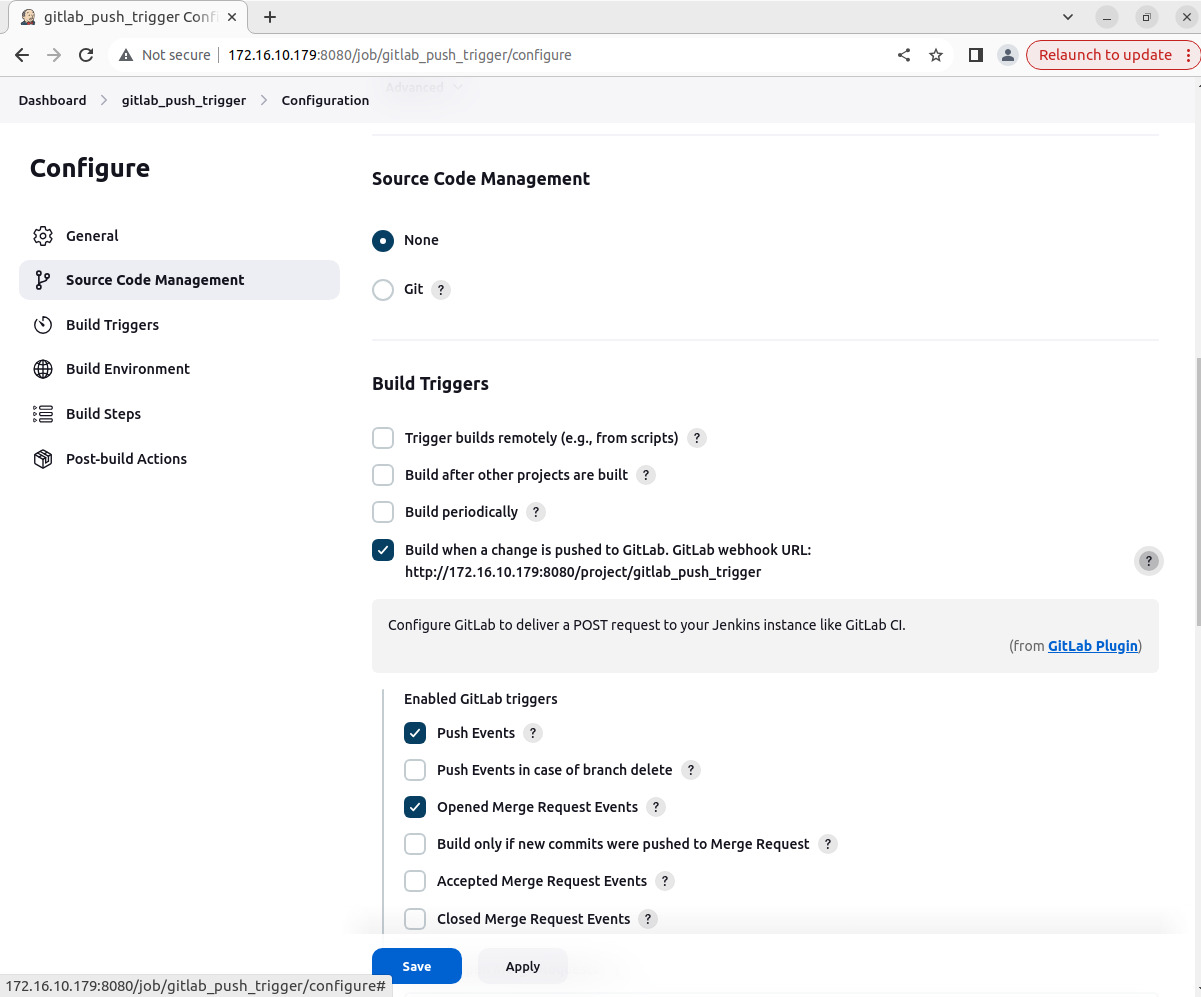 gitlab_push_trigger Conf
Not secure
172.16.10.179:8080/job/gitlab_push_trigger/configure
Relaunch to update
Dashboard
gitlab_push_trigger
Configuration
Advanced
Configure
General
Source Code Management
Build Triggers
Build Environment
Build Steps
Post-build Actions
Source Code Management
None
Git ?
Build Triggers
Trigger builds remotely (e.g., from scripts) ?
Build after other projects are built ?
Build periodically ?
Build when a change is pushed to GitLab. GitLab webhook URL:
http://172.16.10.179:8080/project/gitlab_push_trigger
?
Configure GitLab to deliver a POST request to your Jenkins instance like GitLab CI.
(from GitLab Plugin)
Enabled GitLab triggers
Push Events ?
Push Events in case of branch delete ?
Opened Merge Request Events ?
Build only if new commits were pushed to Merge Request ?
Accepted Merge Request Events ?
Closed Merge Request Events ?
Save
Apply
172.16.10.179:8080/job/gitlab_push_trigger/configure#